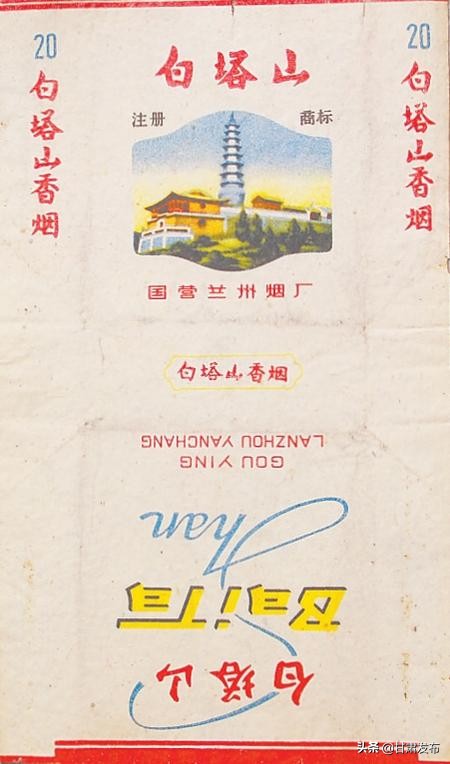 20
白塔山香烟
白塔山
注册 商标
国营兰州烟厂
20
白塔山香烟
白塔山香烟
白塔山
BaiTa
Shan
GOU YING
LANZHOU YANCHANG
头条 @甘肃发布